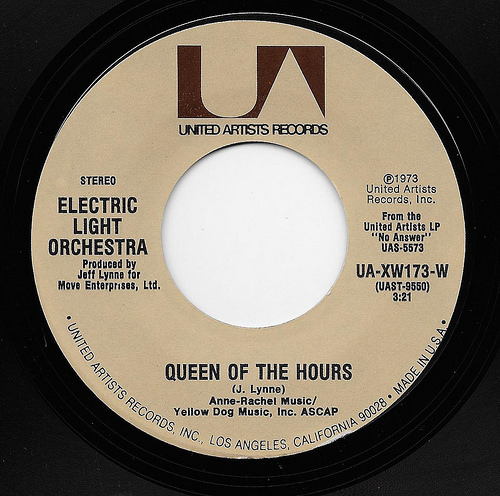 UA
UNITED ARTISTS RECORDS
STEREO
ELECTRIC
LIGHT
ORCHESTRA
Produced by
Jeff Lynne for
Move Enterprises, Ltd.
℗1973
United Artists
Records, Inc.
From the
United Artists LP
"No Answer"
UAS-5573
UA-XW173-W
(UAST-9550)
3:21
QUEEN OF THE HOURS
(J. Lynne)
Anne-Rachel Music/
Yellow Dog Music, Inc. ASCAP
• UNITED ARTISTS RECORDS, INC., LOS ANGELES, CALIFORNIA 90028 • MADE IN U.S.A. •